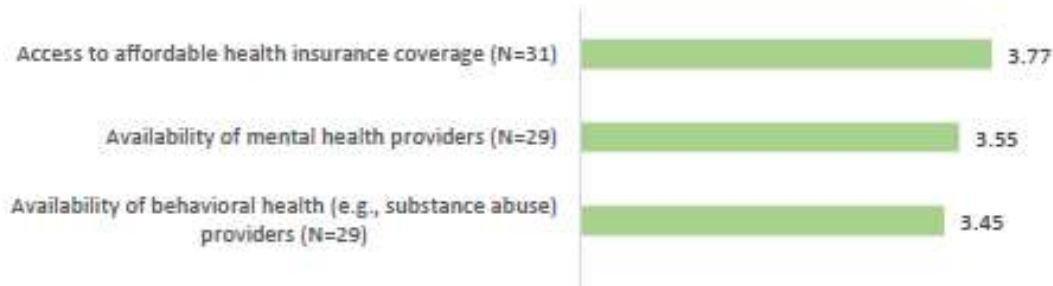 Access to affordable health insurance coverage (N=31)
3.77
Availability of mental health providers (N=29)
3.55
Availability of behavioral health (e.g., substance abuse)
providers (N=29)
3.45